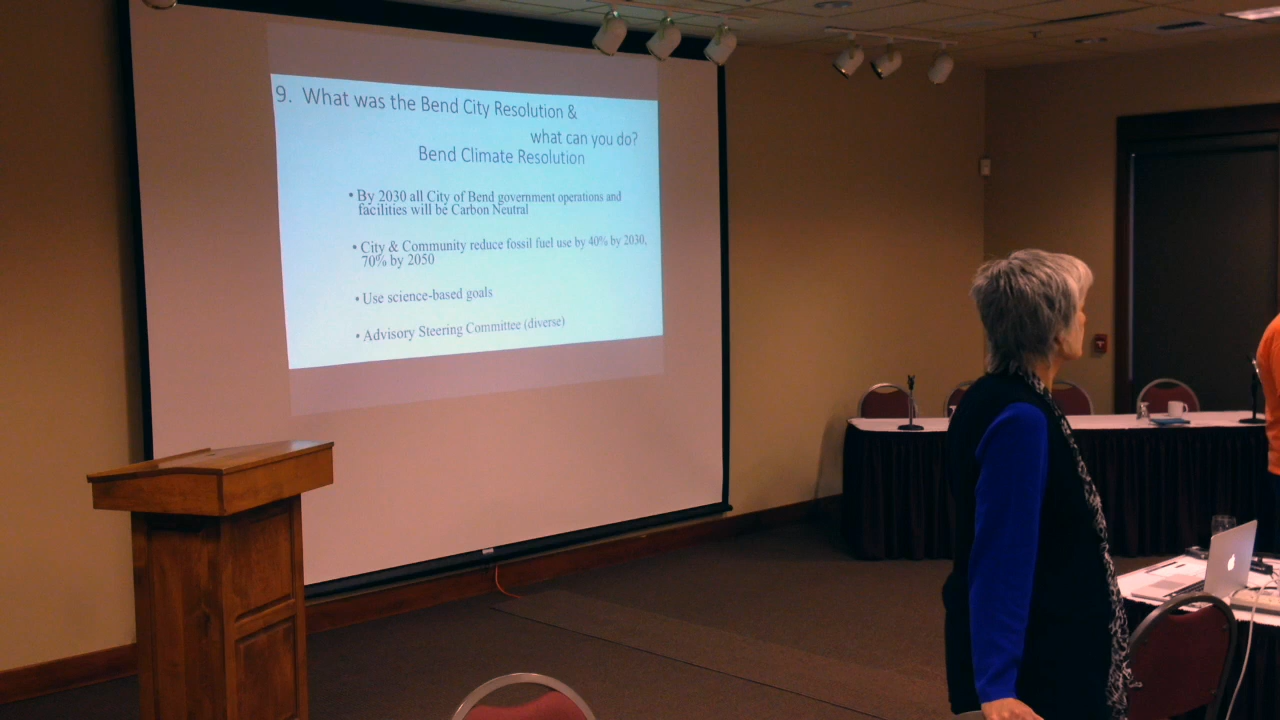 9. What was the Bend City Resolution &
what can you do?
Bend Climate Resolution
• By 2030 all City of Bend government operations and
facilities will be Carbon Neutral
• City & Community reduce fossil fuel use by 40% by 2030,
70% by 2050
• Use science-based goals
• Advisory Steering Committee (diverse)